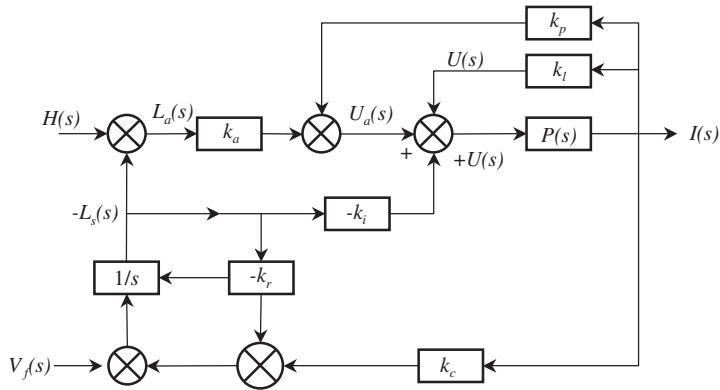 k_p
U(s)
k_l
H(s)
L_a(s)
k_a
U_a(s)
+
+U(s)
P(s)
I(s)
-L_s(s)
-k_i
1/s
-k_r
V_f(s)
k_c